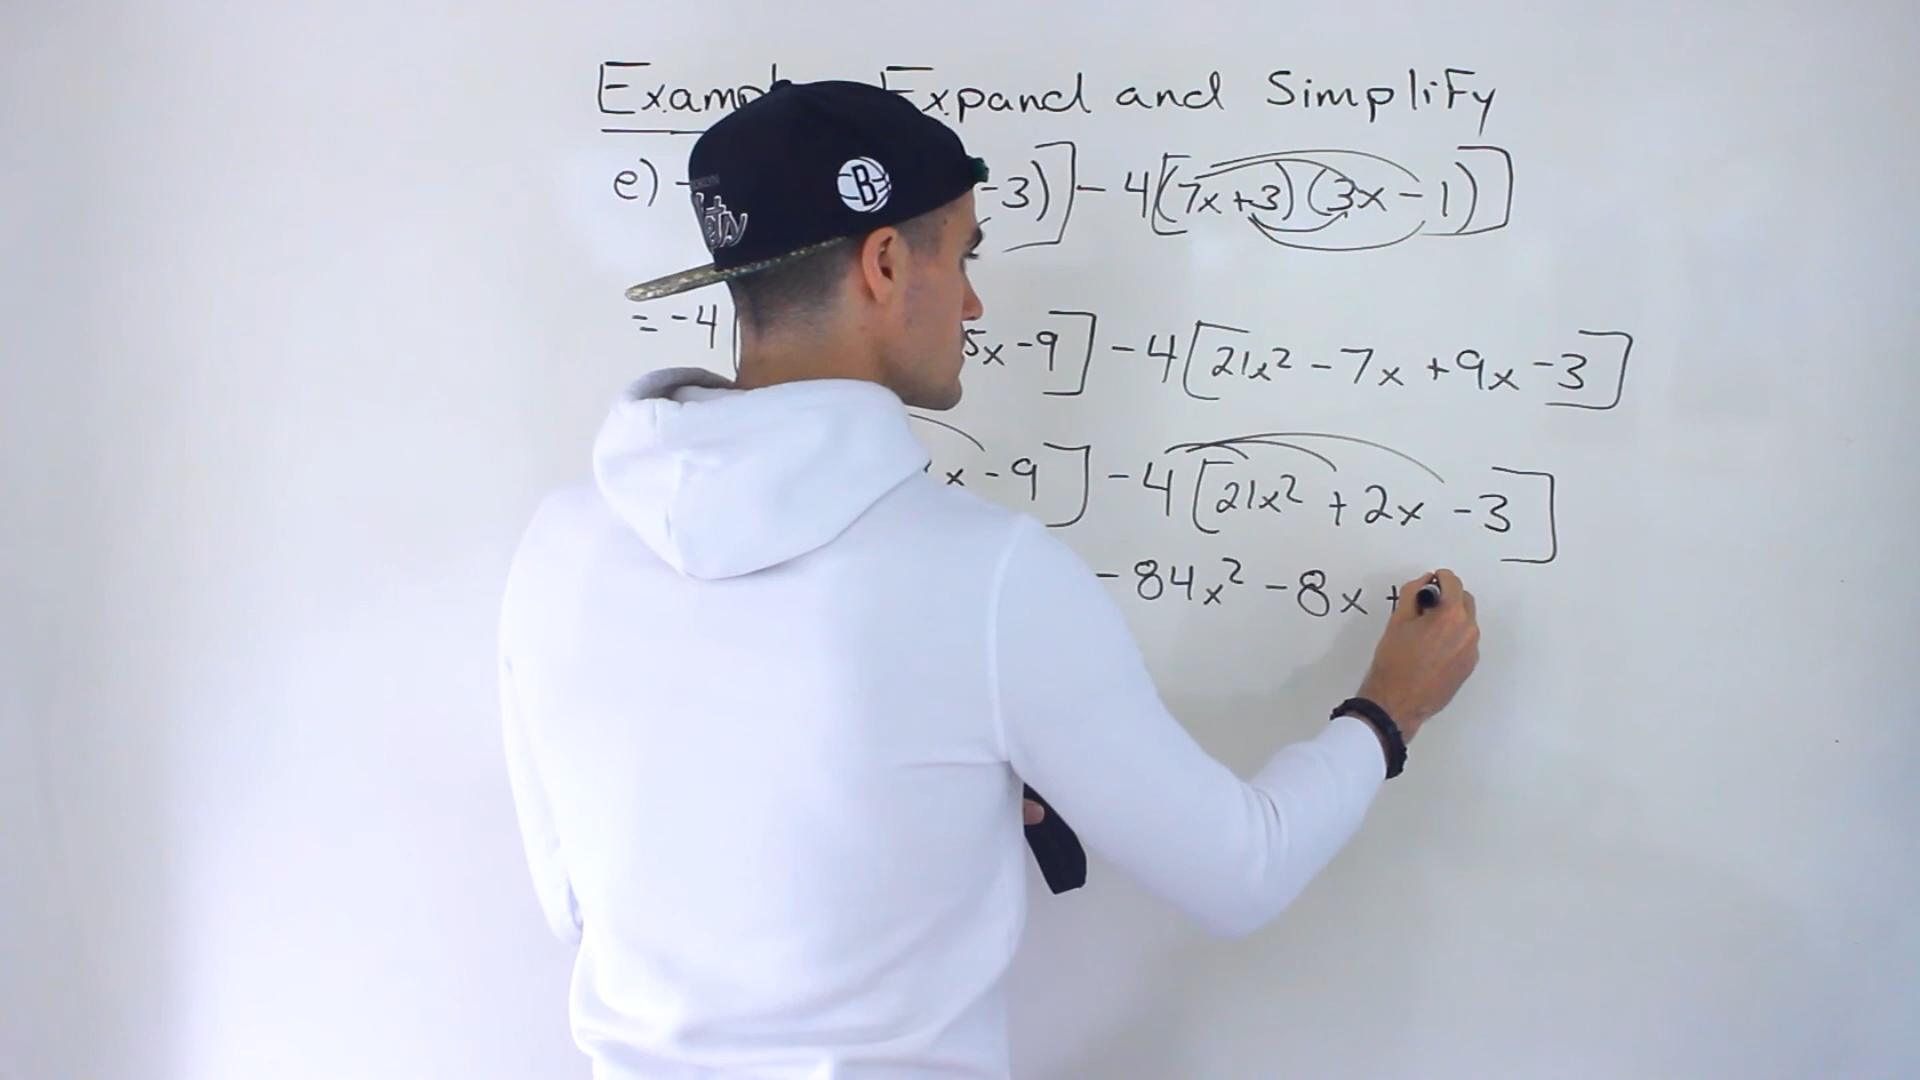 Example Expand and Simplify
e) - -3)] - 4[(7x+3)(3x-1)]
= -4[ 5x -9] -4[21x² -7x +9x -3]
x -9] -4[21x² +2x -3]
-84x² -8x +
B